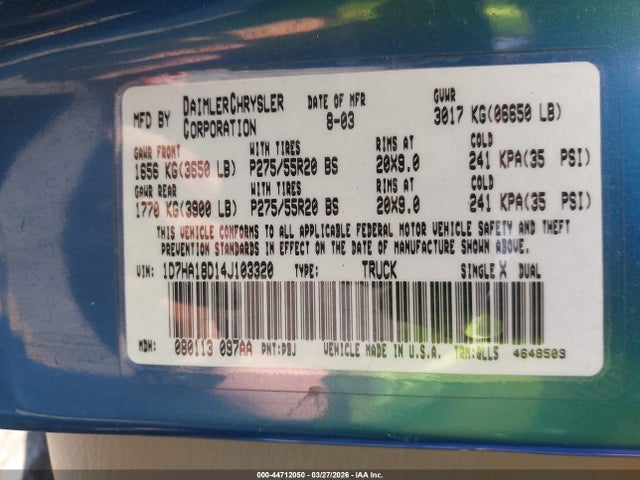 MFD BY DAIMLERCHRYSLER CORPORATION DATE OF MFR 8-03 GVWR 3017 KG(06650 LB)
GAWR FRONT WITH TIRES RIMS AT COLD
1656 KG(3650 LB) P275/55R20 BS 20X9.0 241 KPA(35 PSI)
GAWR REAR WITH TIRES RIMS AT COLD
1770 KG(3900 LB) P275/55R20 BS 20X9.0 241 KPA(35 PSI)
THIS VEHICLE CONFORMS TO ALL APPLICABLE FEDERAL MOTOR VEHICLE SAFETY AND THEFT
PREVENTION STANDARDS IN EFFECT ON THE DATE OF MANUFACTURE SHOWN ABOVE.
VIN: 1D7HA18D14J103320 TYPE: TRUCK SINGLE X DUAL
MDH: 080113 097AA PNT:PBJ VEHICLE MADE IN U.S.A. TRM:QLL5 4648509
000-44712050 - 03/27/2026 - IAA Inc.